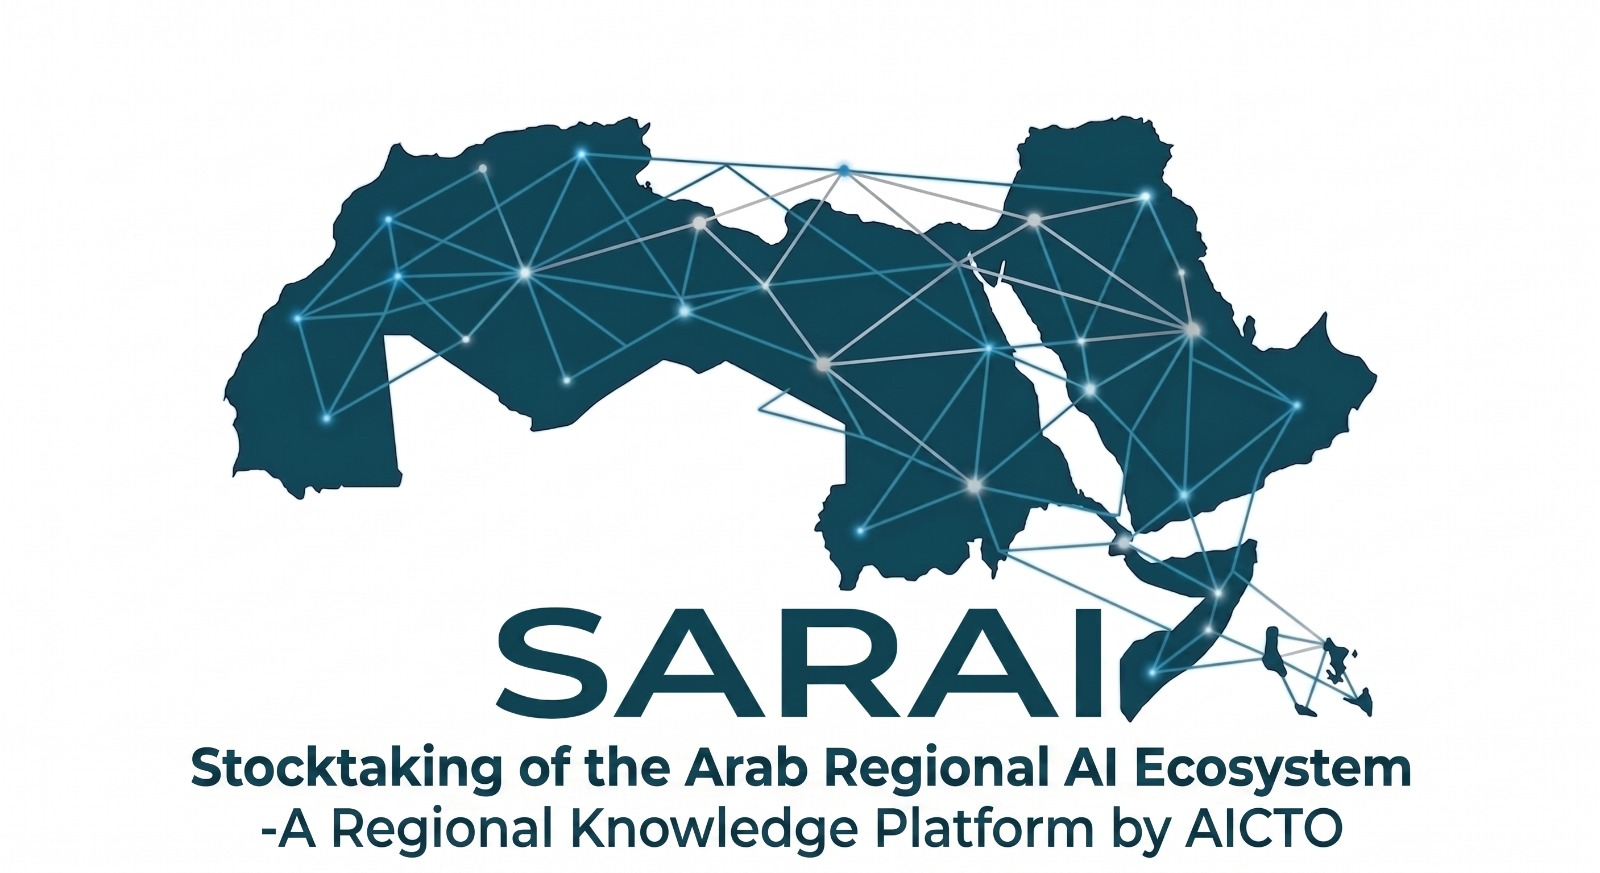 SARAI
Stocktaking of the Arab Regional AI Ecosystem
-A Regional Knowledge Platform by AICTO